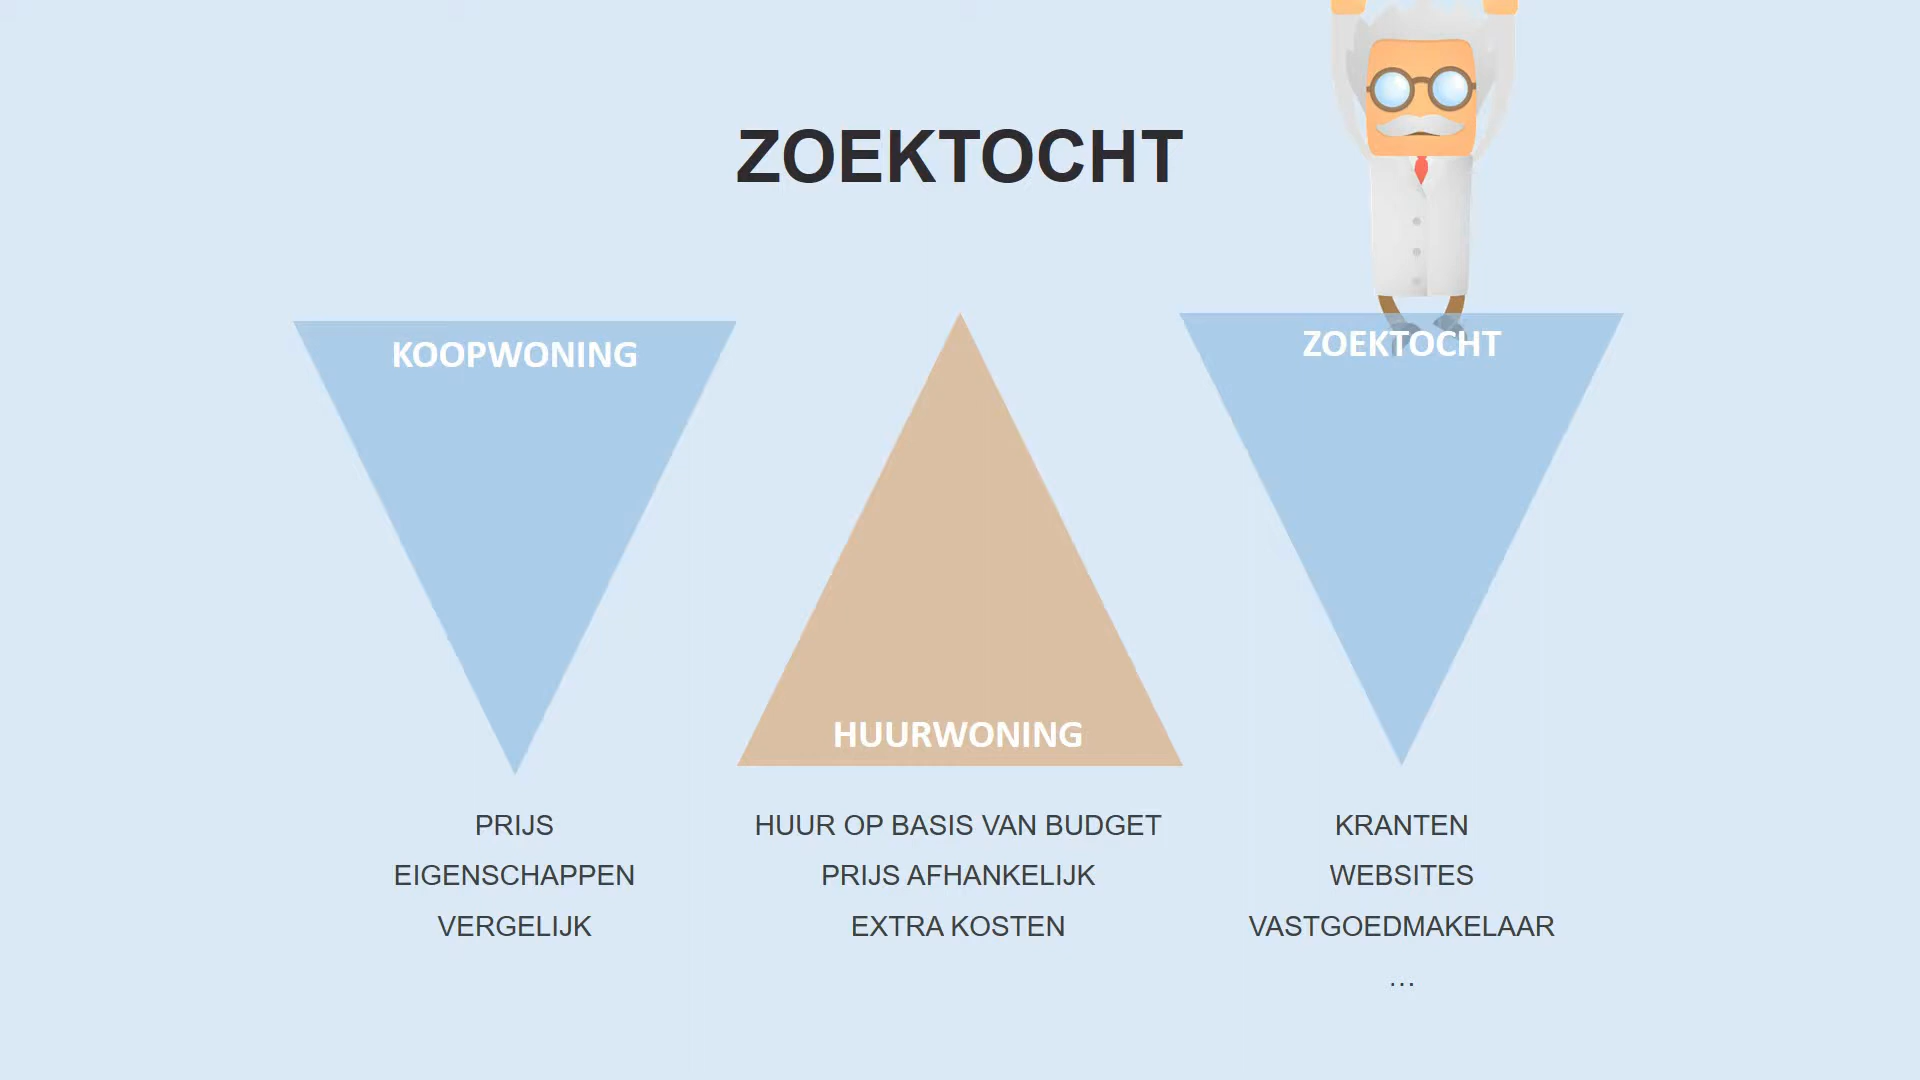 ZOEKTOCHT
KOOPWONING
PRIJS
EIGENSCHAPPEN
VERGELIJK
HUURWONING
HUUR OP BASIS VAN BUDGET
PRIJS AFHANKELIJK
EXTRA KOSTEN
ZOEKTOCHT
KRANTEN
WEBSITES
VASTGOEDMAKELAAR
...